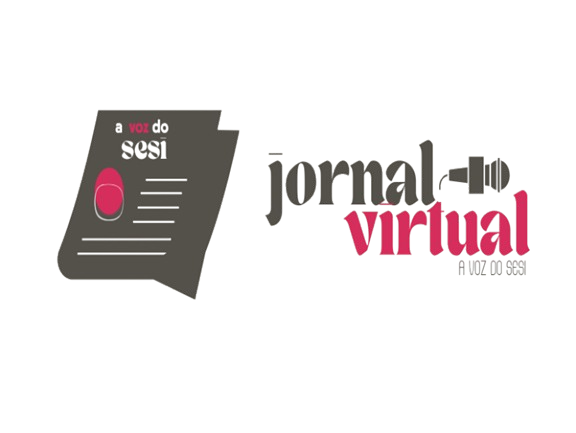 a voz do
sesi
jornal
virtual
A VOZ DO SESI